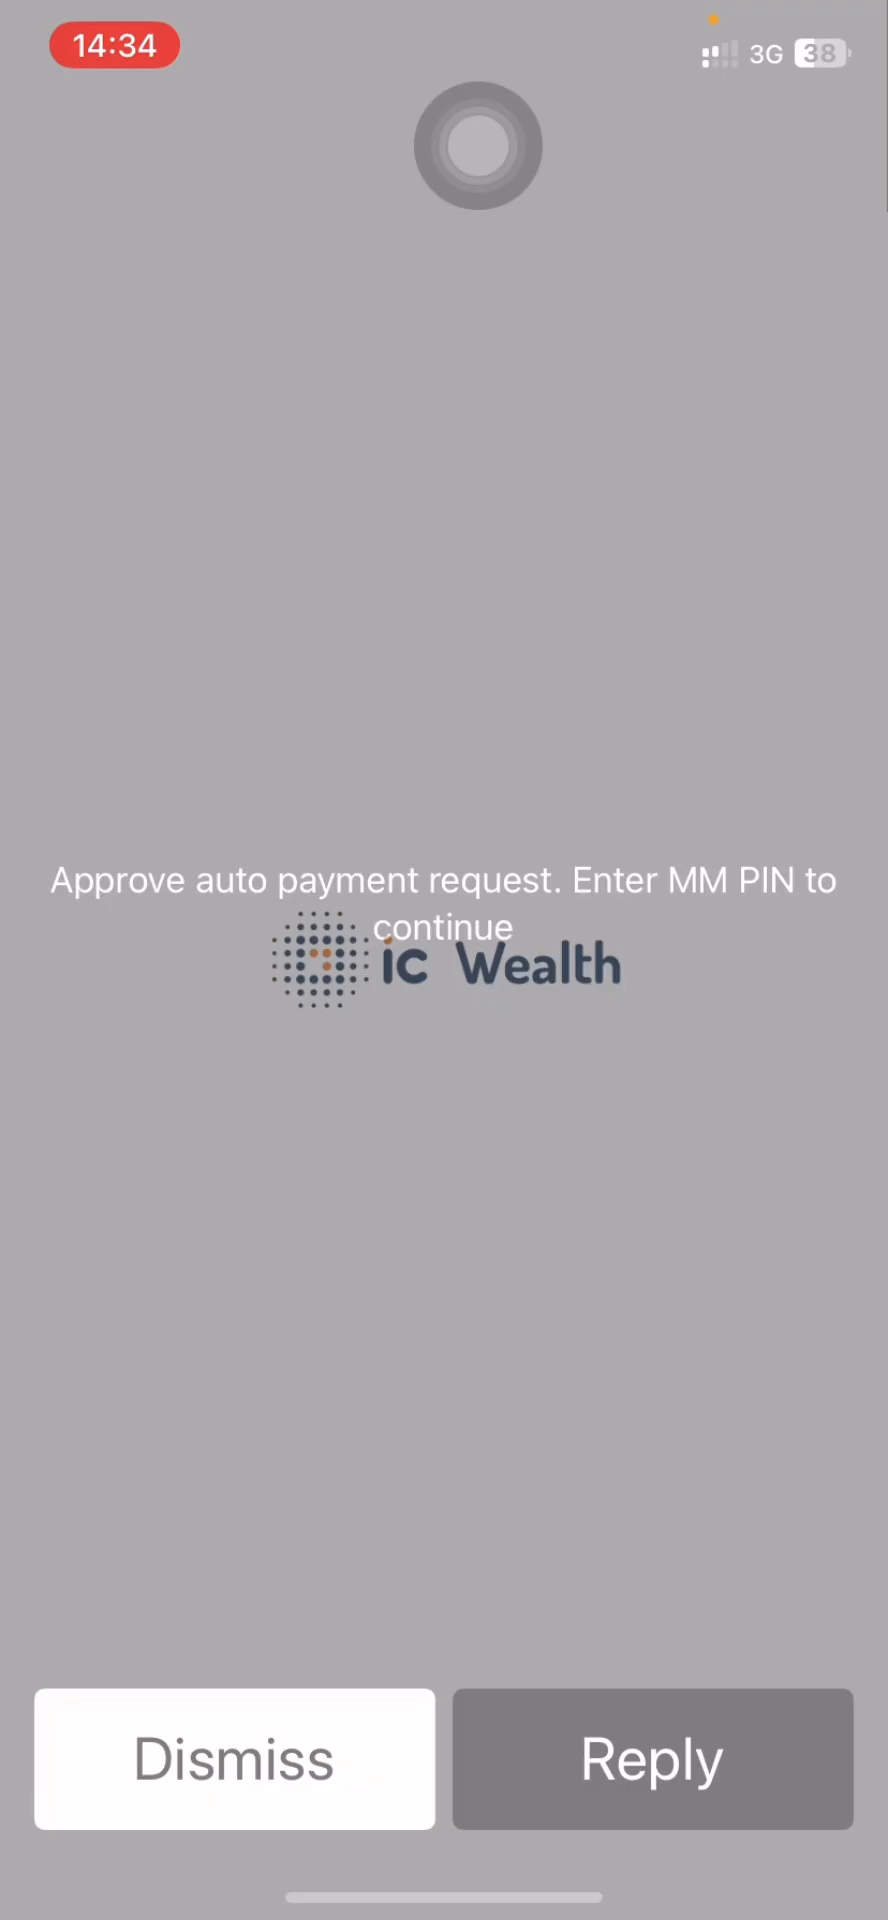 14:34
3G 38
Approve auto payment request. Enter MM PIN to
continue
ic Wealth
Dismiss
Reply